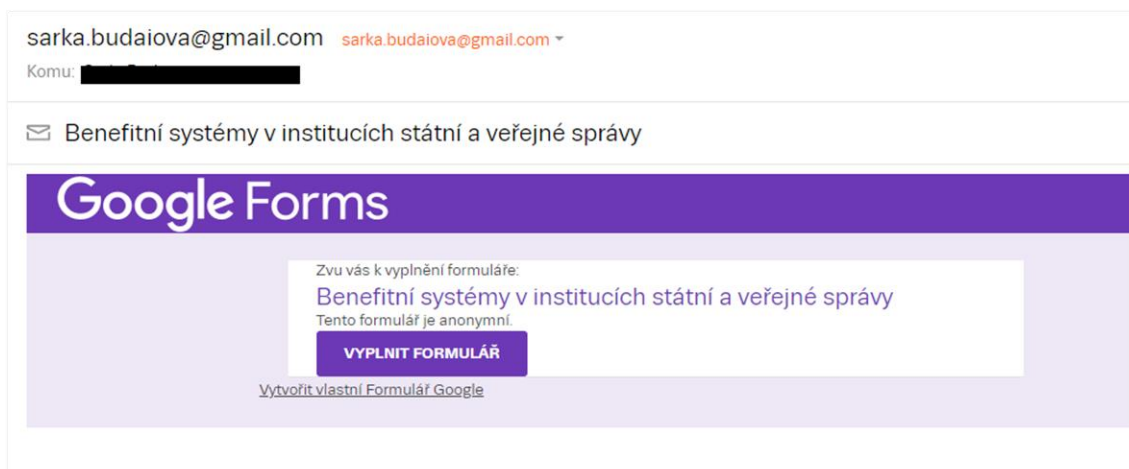 sarka.budaiova@gmail.com sarka.budaiova@gmail.com
Komu:
Benefitní systémy v institucích státní a veřejné správy
Google Forms
Zvu vás k vyplnění formuláře:
Benefitní systémy v institucích státní a veřejné správy
Tento formulář je anonymní.
VYPLNIT FORMULÁŘ
Vytvořit vlastní Formulář Google